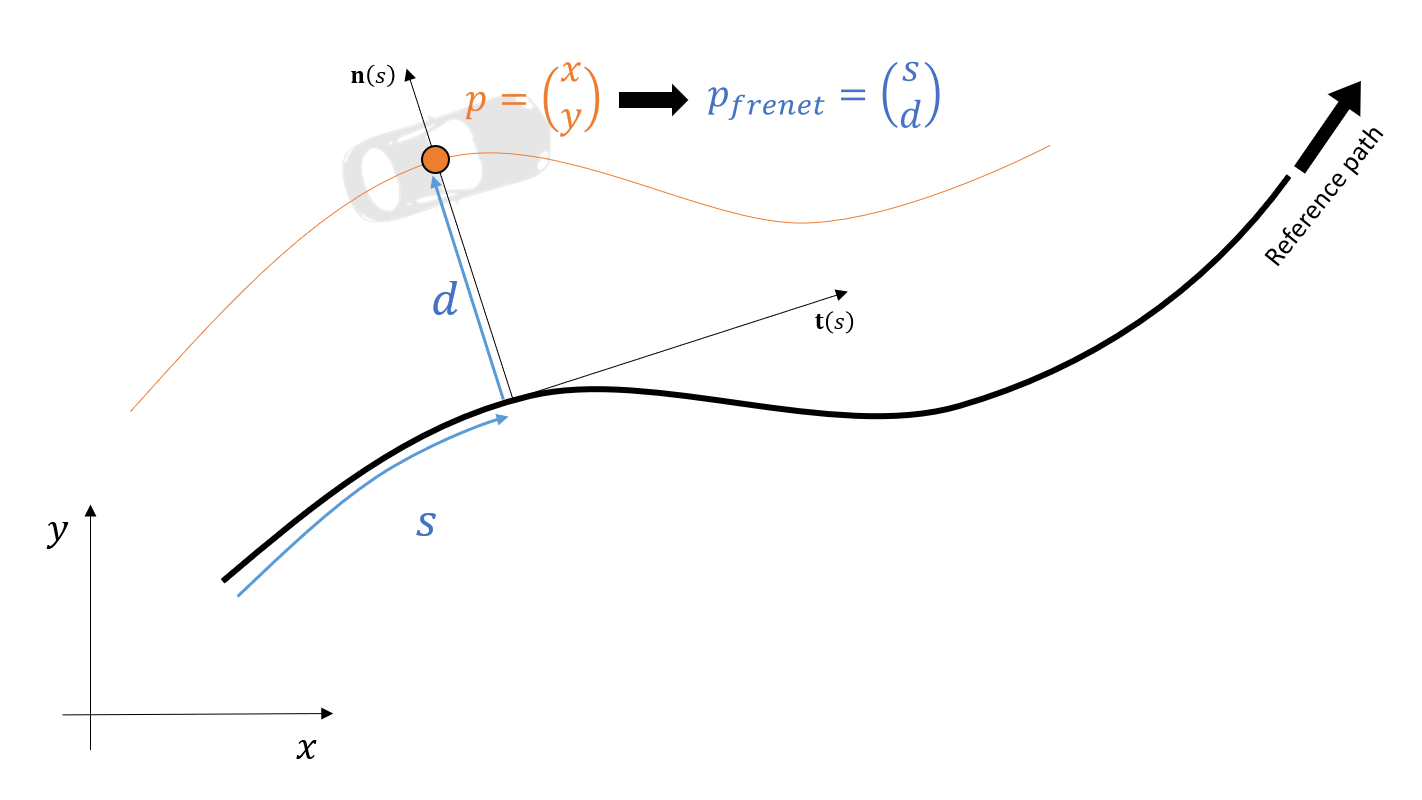 n(s)
p = (x y) p_frenet = (s d)
d
t(s)
Reference path
s
y
x